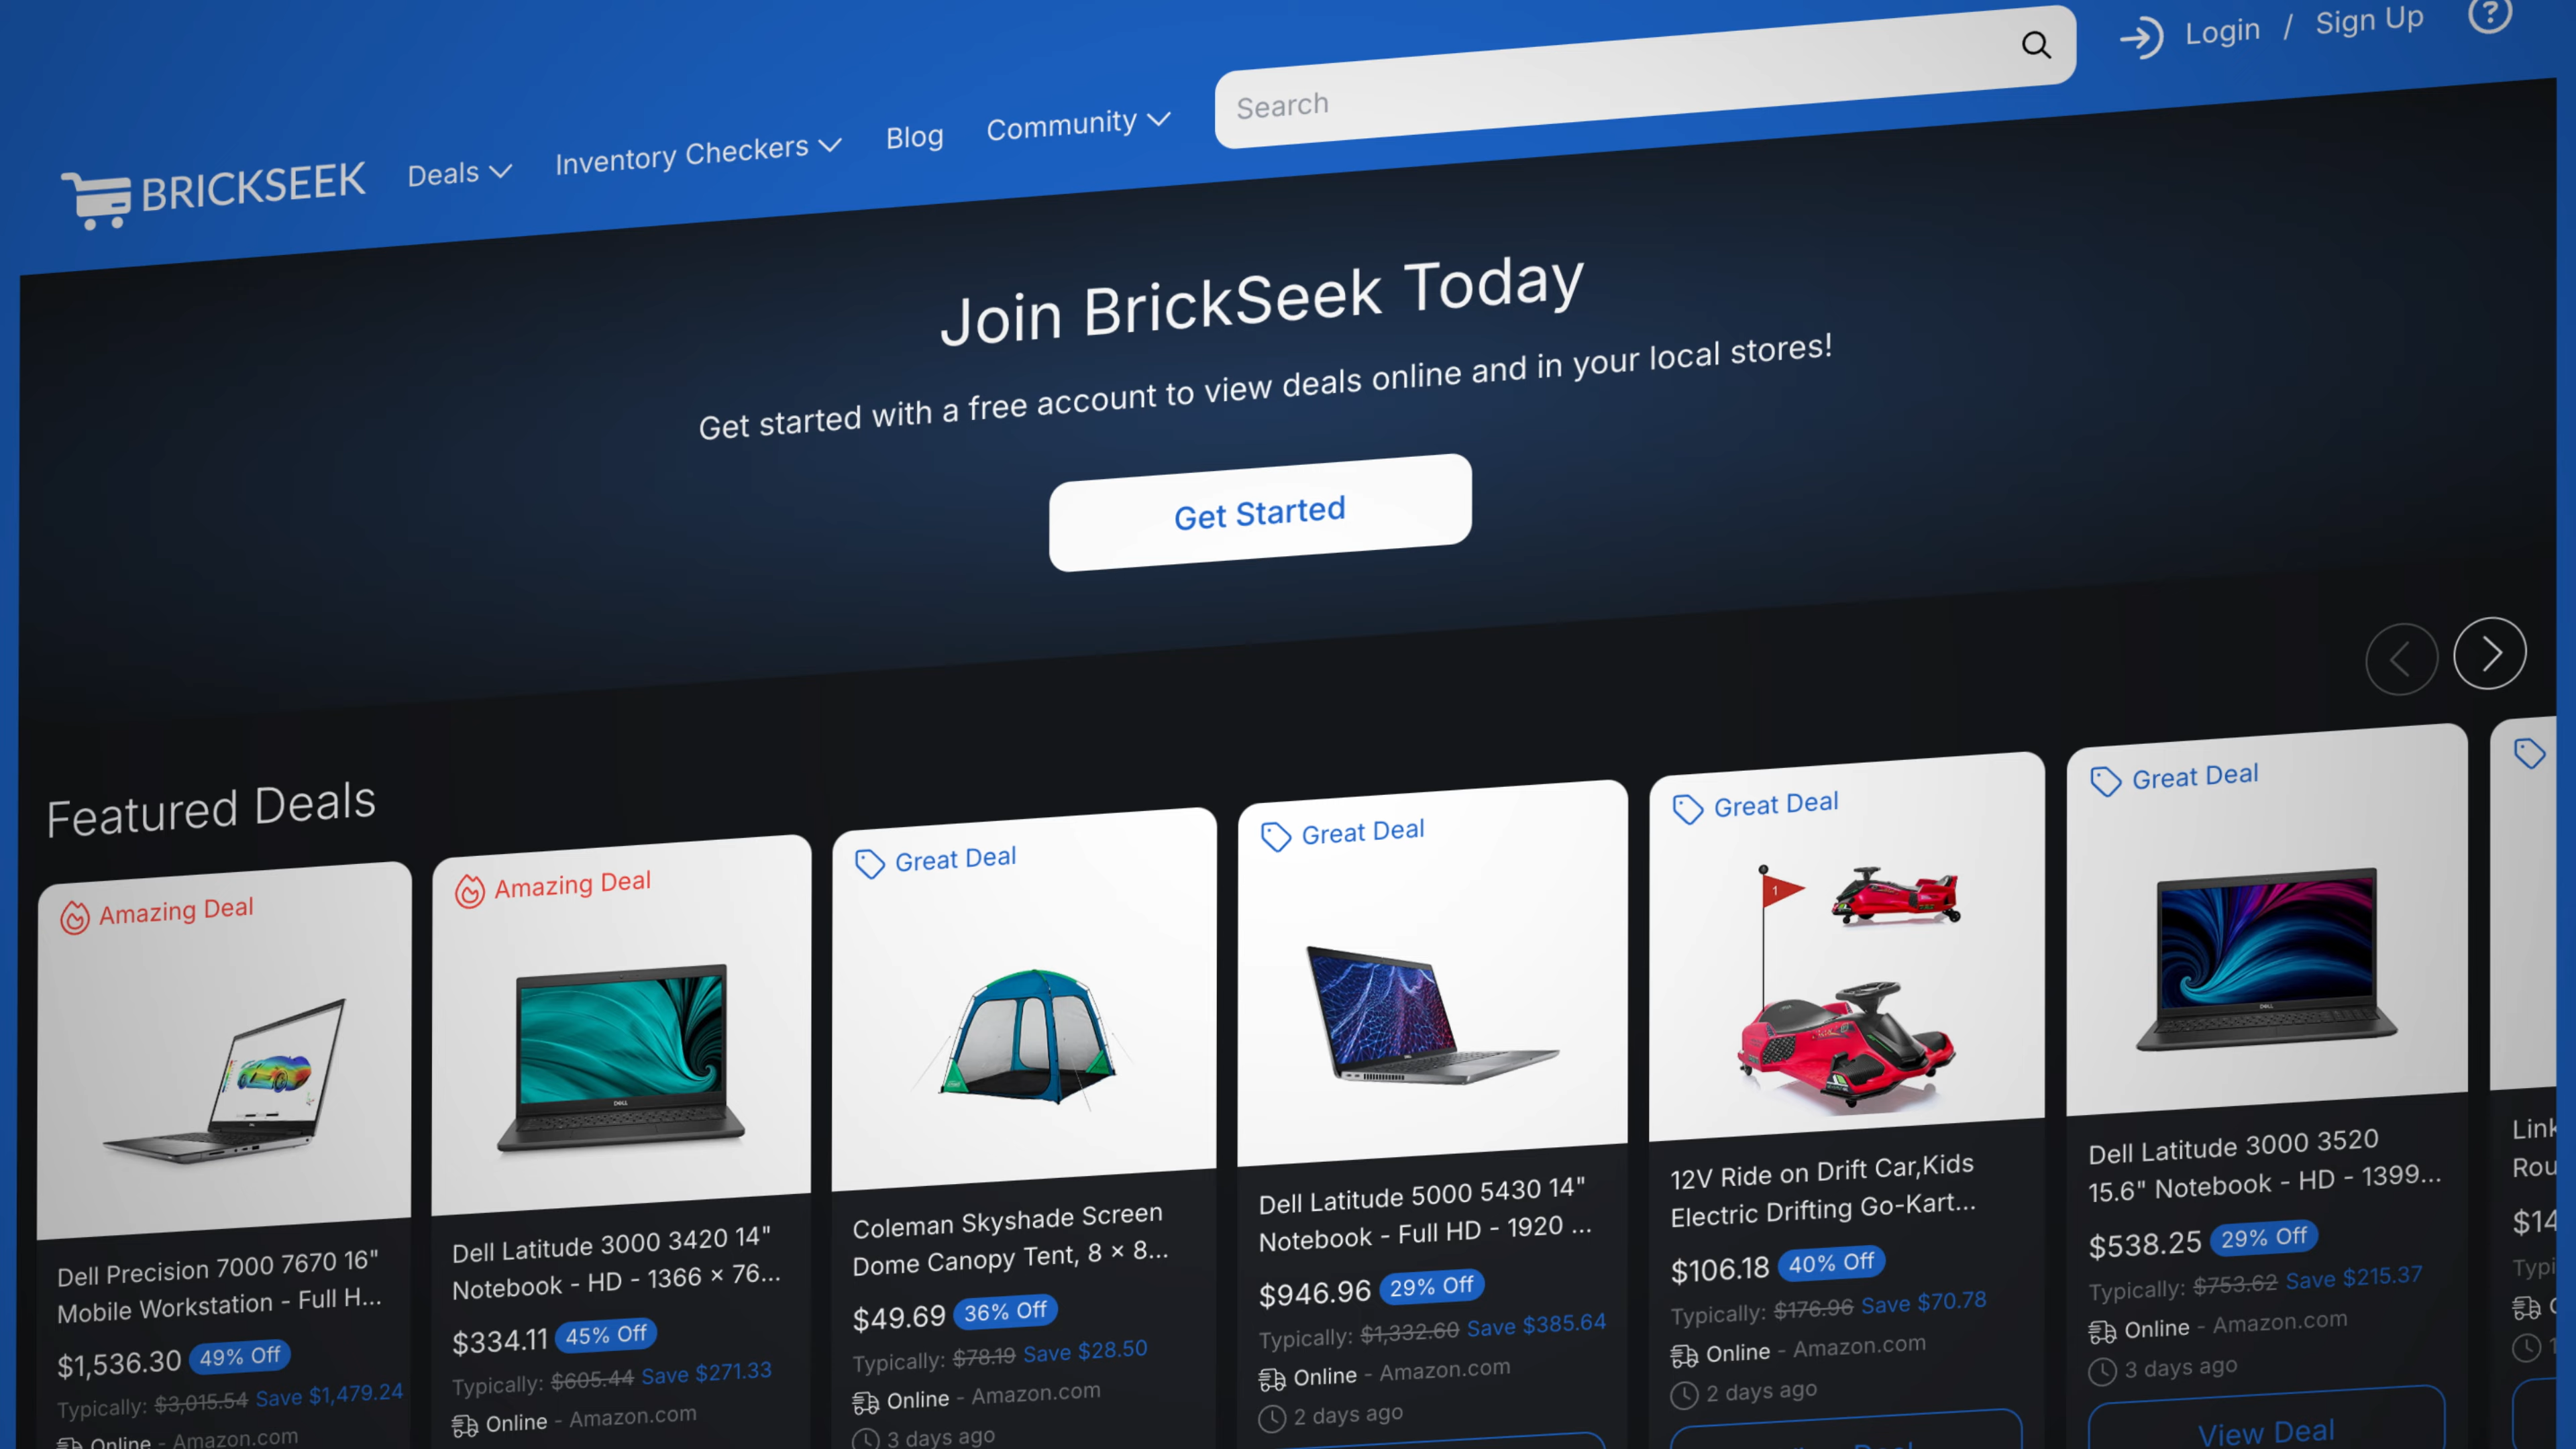 BRICKSEEK
Deals
Inventory Checkers
Blog
Community
Search
Login / Sign Up
?
Join BrickSeek Today
Get started with a free account to view deals online and in your local stores!
Get Started
Featured Deals
Amazing Deal
Dell Precision 7000 7670 16"
Mobile Workstation - Full H...
$1,536.30 49% Off
Typically: $3,015.54 Save $1,479.24
Online - Amazon.com
Amazing Deal
DELL
Dell Latitude 3000 3420 14"
Notebook - HD - 1366 × 76...
$334.11 45% Off
Typically: $605.44 Save $271.33
Online - Amazon.com
Great Deal
Coleman Skyshade Screen
Dome Canopy Tent, 8 × 8...
$49.69 36% Off
Typically: $78.19 Save $28.50
Online - Amazon.com
3 days ago
Great Deal
Dell Latitude 5000 5430 14"
Notebook - Full HD - 1920 ...
$946.96 29% Off
Typically: $1,332.60 Save $385.64
Online - Amazon.com
2 days ago
Great Deal
1
12V Ride on Drift Car,Kids
Electric Drifting Go-Kart...
$106.18 40% Off
Typically: $176.96 Save $70.78
Online - Amazon.com
2 days ago
Great Deal
DELL
Dell Latitude 3000 3520
15.6" Notebook - HD - 1399...
$538.25 29% Off
Typically: $753.62 Save $215.37
Online - Amazon.com
3 days ago
View Deal
Link
Rou
$14
Typi